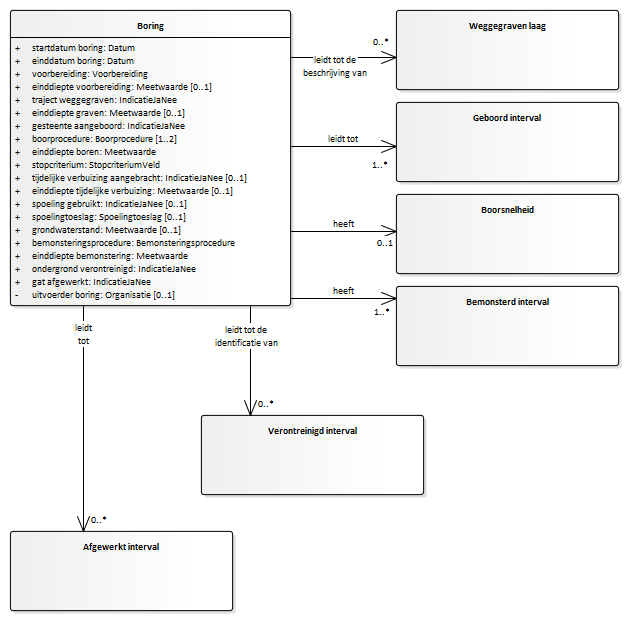 Boring
+ startdatum boring: Datum
+ einddatum boring: Datum
+ voorbereiding: Voorbereiding
+ einddiepte voorbereiding: Meetwaarde [0..1]
+ traject weggegraven: IndicatieJaNee
+ einddiepte graven: Meetwaarde [0..1]
+ gesteente aangeboord: IndicatieJaNee
+ boorprocedure: Boorprocedure [1..2]
+ einddiepte boren: Meetwaarde
+ stopcriterium: StopcriteriumVeld
+ tijdelijke verbuizing aangebracht: IndicatieJaNee [0..1]
+ einddiepte tijdelijke verbuizing: Meetwaarde [0..1]
+ spoeling gebruikt: IndicatieJaNee [0..1]
+ spoelingtoeslag: Spoelingtoeslag [0..1]
+ grondwaterstand: Meetwaarde [0..1]
+ bemonsteringsprocedure: Bemonsteringsprocedure
+ einddiepte bemonstering: Meetwaarde
+ ondergrond verontreinigd: IndicatieJaNee
+ gat afgewerkt: IndicatieJaNee
- uitvoerder boring: Organisatie [0..1]
leidt tot de
beschrijving van
0..*
Weggegraven laag
leidt tot
1..*
Geboord interval
heeft
0..1
Boorsnelheid
heeft
1..*
Bemonsterd interval
leidt
tot
leidt tot de
identificatie van
0..*
Verontreinigd interval
0..*
Afgewerkt interval